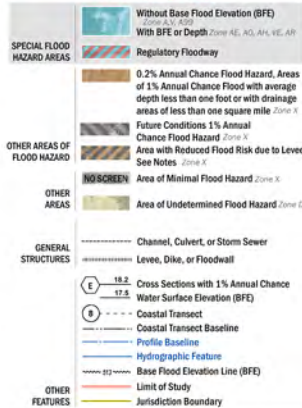 Without Base Flood Elevation (BFE)
Zone A,V, A99
With BFE or Depth Zone AE, AO, AH, VE, AR
SPECIAL FLOOD
HAZARD AREAS
Regulatory Floodway
0.2% Annual Chance Flood Hazard, Areas
of 1% Annual Chance Flood with average
depth less than one foot or with drainage
areas of less than one square mile Zone X
Future Conditions 1% Annual
Chance Flood Hazard Zone X
OTHER AREAS OF
FLOOD HAZARD
Area with Reduced Flood Risk due to Levee
See Notes Zone X
NO SCREEN Area of Minimal Flood Hazard Zone X
OTHER
AREAS
Area of Undetermined Flood Hazard Zone D
GENERAL
STRUCTURES
Channel, Culvert, or Storm Sewer
Levee, Dike, or Floodwall
E 18.2 Cross Sections with 1% Annual Chance
17.5 Water Surface Elevation (BFE)
8 Coastal Transect
Coastal Transect Baseline
Profile Baseline
Hydrographic Feature
513 Base Flood Elevation Line (BFE)
OTHER
FEATURES
Limit of Study
Jurisdiction Boundary